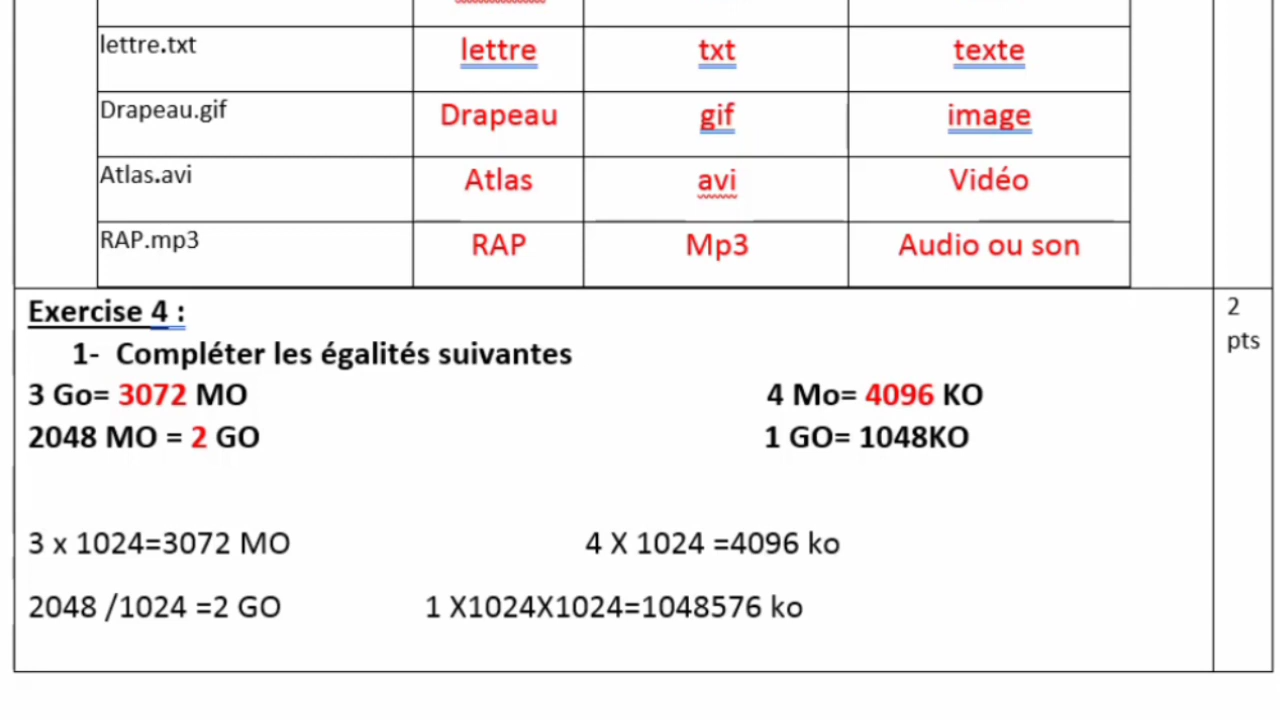 lettre.txt lettre txt texte
Drapeau.gif Drapeau gif image
Atlas.avi Atlas avi Vidéo
RAP.mp3 RAP Mp3 Audio ou son
Exercise 4 : 2
pts
1- Compléter les égalités suivantes
3 Go= 3072 MO 4 Mo= 4096 KO
2048 MO = 2 GO 1 GO= 1048KO
3 x 1024=3072 MO 4 X 1024 =4096 ko
2048 /1024 =2 GO 1 X1024X1024=1048576 ko